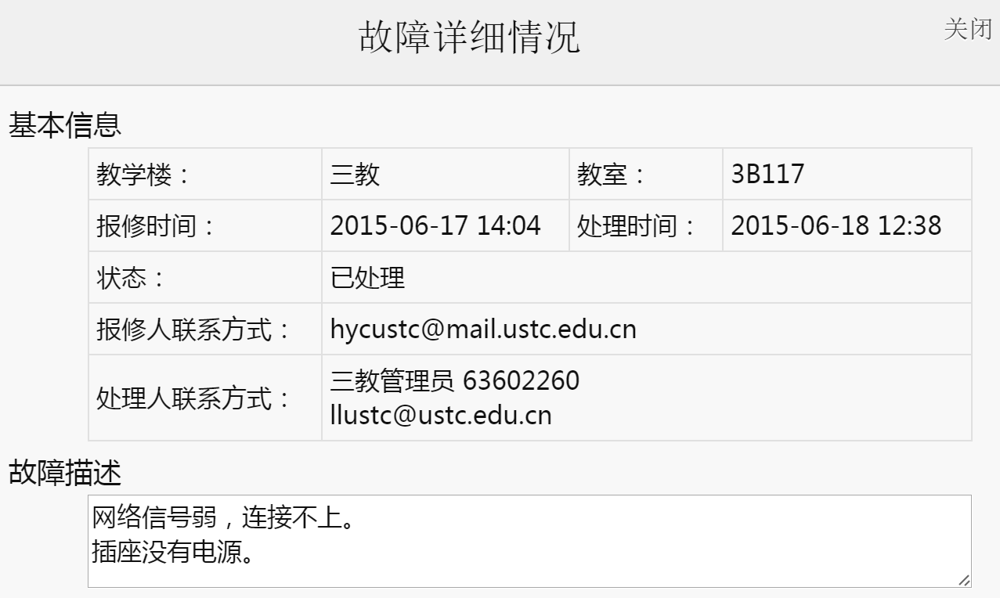 故障详细情况
关闭
基本信息
教学楼： 三教 教室： 3B117
报修时间： 2015-06-17 14:04 处理时间： 2015-06-18 12:38
状态： 已处理
报修人联系方式： hycustc@mail.ustc.edu.cn
处理人联系方式： 三教管理员 63602260
llustc@ustc.edu.cn
故障描述
网络信号弱，连接不上。
插座没有电源。